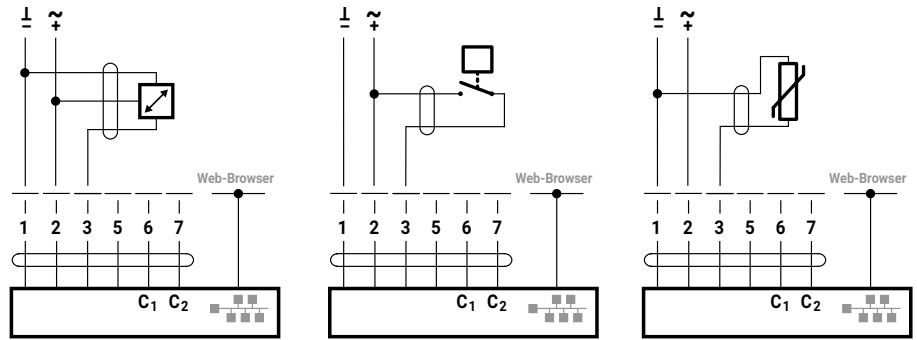 ⊥ ~
– +
Web-Browser
1 2 3 5 6 7
C1 C2
⊥ ~
– +
Web-Browser
1 2 3 5 6 7
C1 C2
⊥ ~
– +
Web-Browser
1 2 3 5 6 7
C1 C2